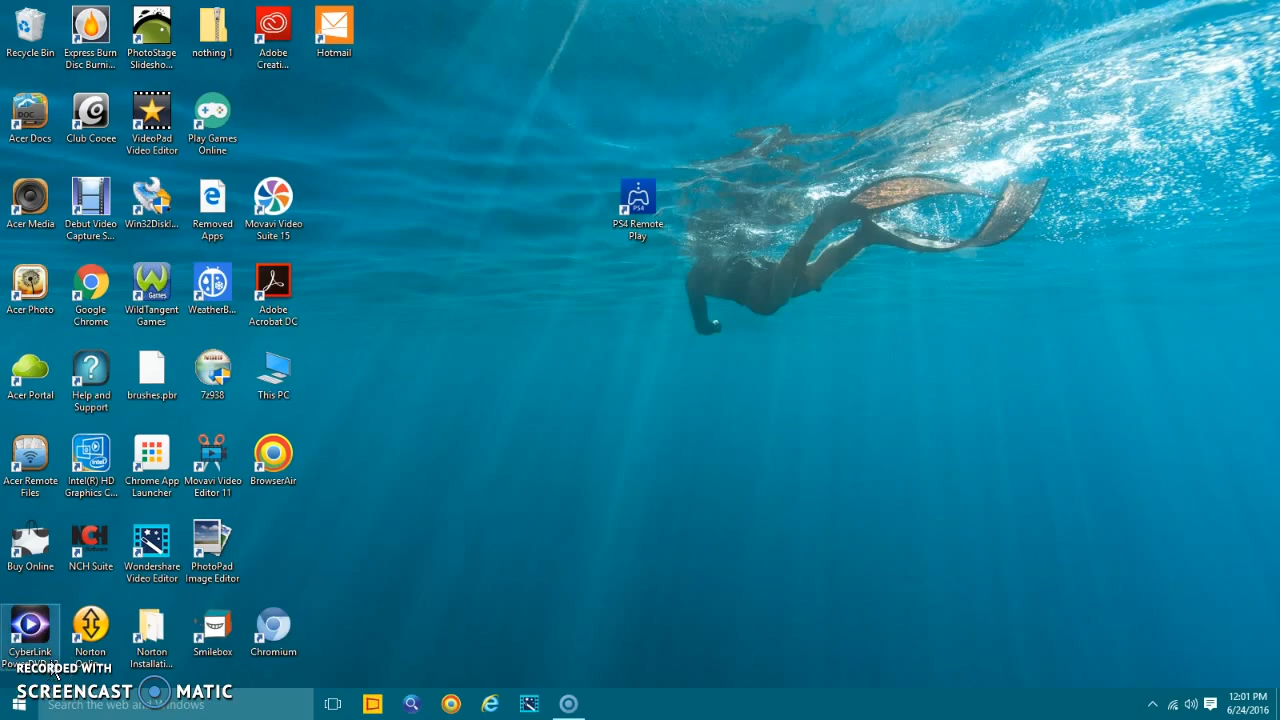 Recycle Bin
Express Burn
Disc Burni...
PhotoStage
Slidesho...
nothing 1
Adobe
Creati...
Hotmail
Acer Docs
Club Cooee
VideoPad
Video Editor
Play Games
Online
Acer Media
Debut Video
Capture S...
Win32DiskI...
Removed
Apps
Movavi Video
Suite 15
PS4 Remote
Play
Acer Photo
Google
Chrome
WildTangent
Games
WeatherB...
Adobe
Acrobat DC
Acer Portal
Help and
Support
brushes.pbr
7z938
This PC
Acer Remote
Files
Intel(R) HD
Graphics C...
Chrome App
Launcher
Movavi Video
Editor 11
BrowserAir
Buy Online
NCH Suite
Wondershare
Video Editor
PhotoPad
Image Editor
CyberLink
Norton
Norton
Installati...
Smilebox
Chromium
RECORDED WITH
SCREENCAST MATIC
Search the web and Windows
12:01 PM
6/24/2016